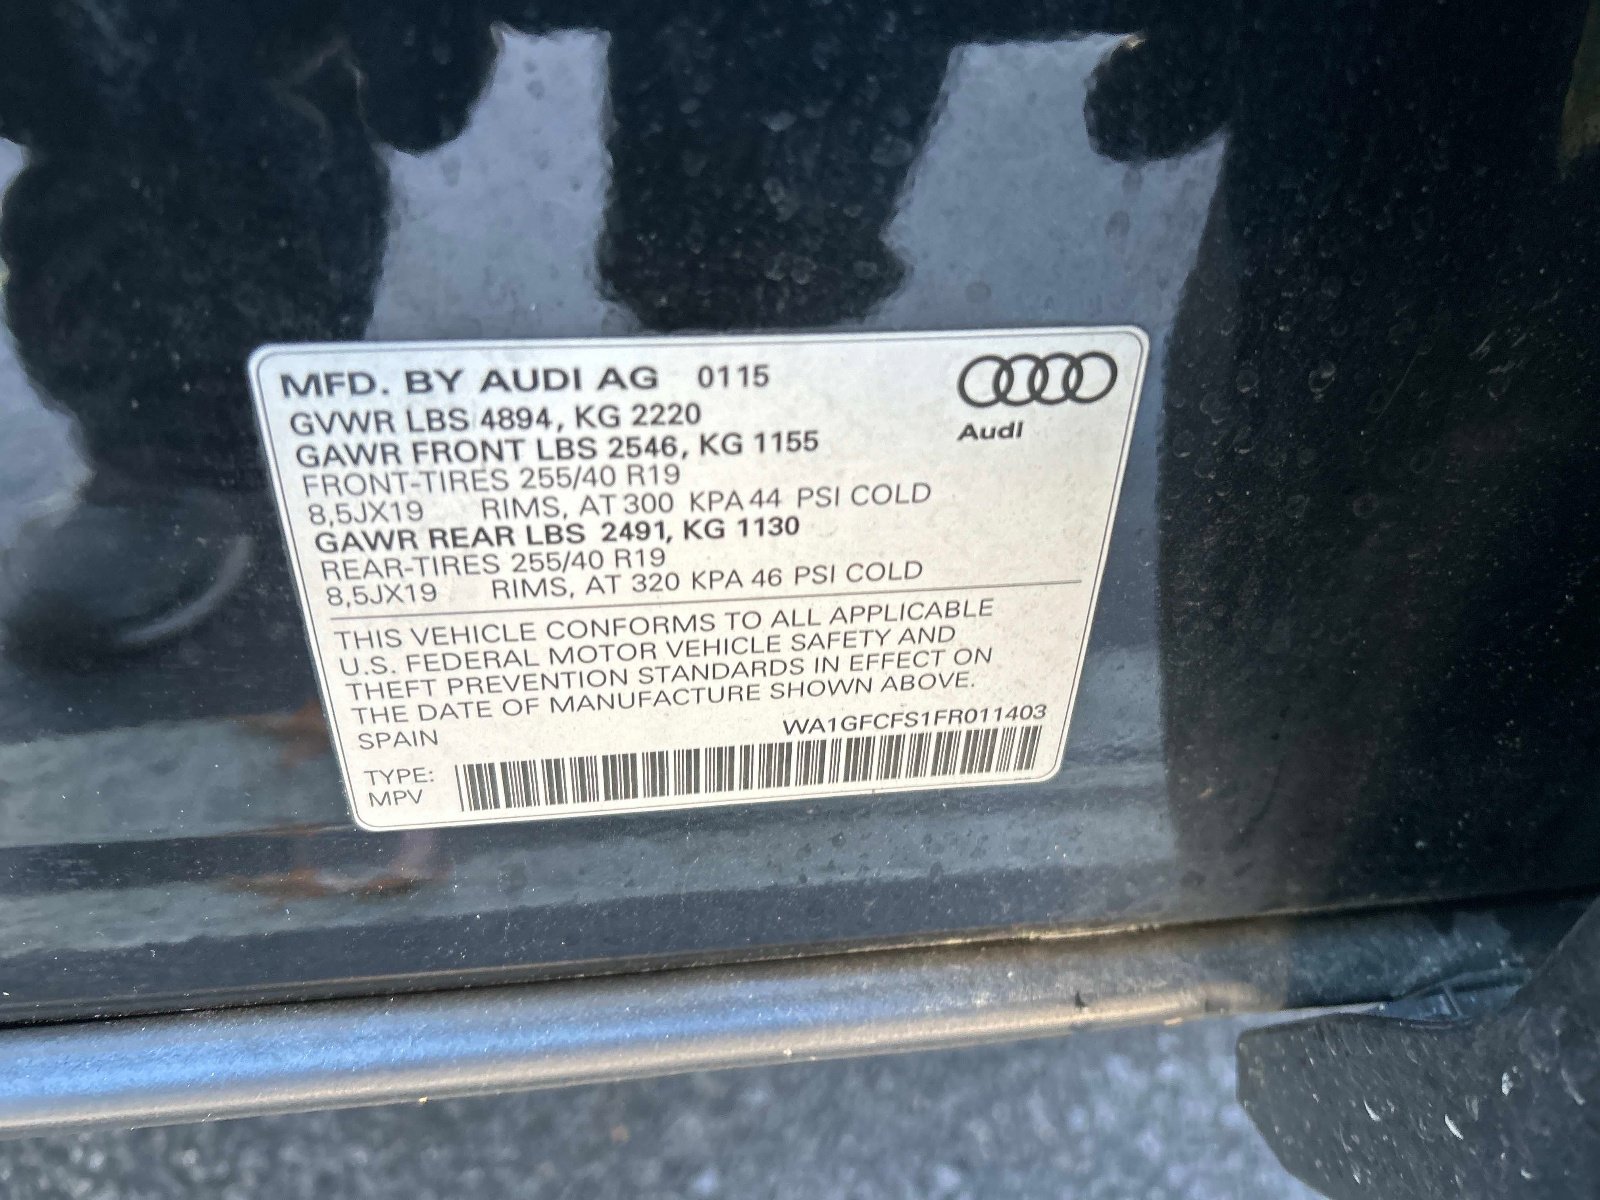 MFD. BY AUDI AG 0115
GVWR LBS 4894, KG 2220
GAWR FRONT LBS 2546, KG 1155
FRONT-TIRES 255/40 R19
8,5JX19 RIMS, AT 300 KPA 44 PSI COLD
GAWR REAR LBS 2491, KG 1130
REAR-TIRES 255/40 R19
8,5JX19 RIMS, AT 320 KPA 46 PSI COLD
Audi
THIS VEHICLE CONFORMS TO ALL APPLICABLE
U.S. FEDERAL MOTOR VEHICLE SAFETY AND
THEFT PREVENTION STANDARDS IN EFFECT ON
THE DATE OF MANUFACTURE SHOWN ABOVE.
SPAIN WA1GFCFS1FR011403
TYPE:
MPV